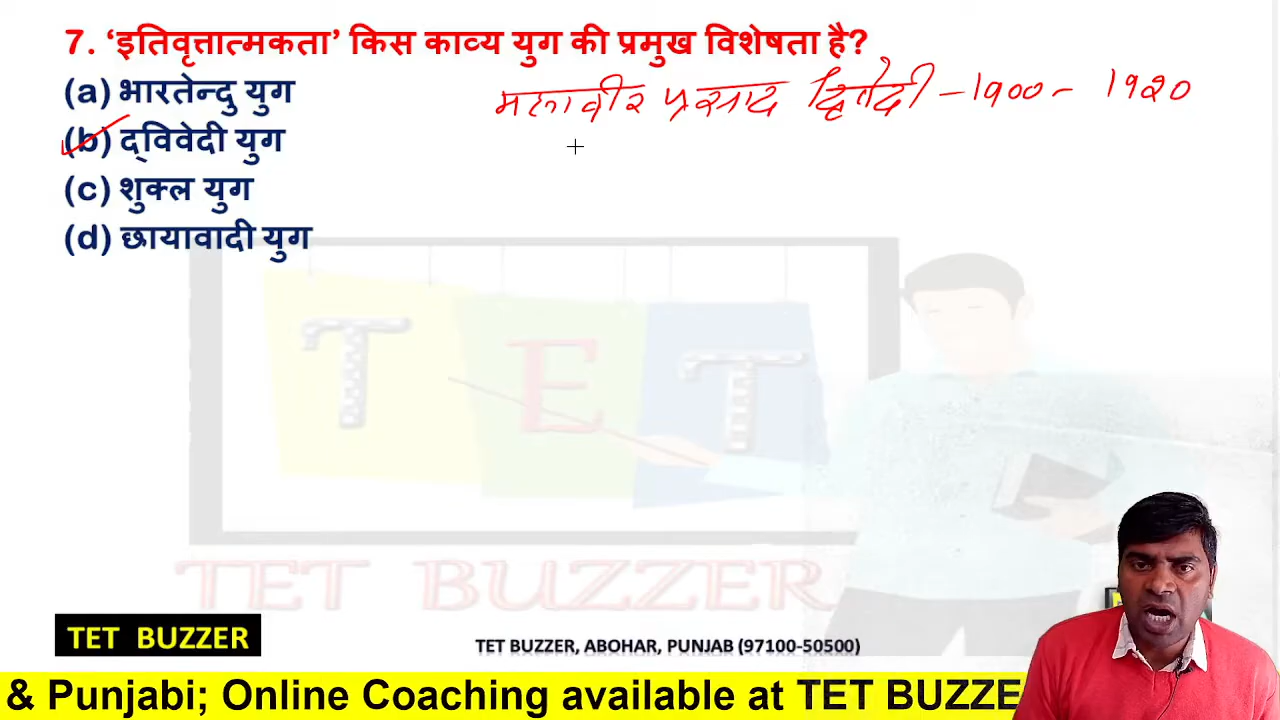 7. ‘इतिवृत्तात्मकता’ किस काव्य युग की प्रमुख विशेषता है?
(a) भारतेन्दु युग
महावीर प्रसाद द्विवेदी – 1900 - 1920
(b) द्विवेदी युग
(c) शुक्ल युग
(d) छायावादी युग
T E T
TET BUZZER
TET BUZZER
TET BUZZER, ABOHAR, PUNJAB (97100-50500)
& Punjabi; Online Coaching available at TET BUZZE